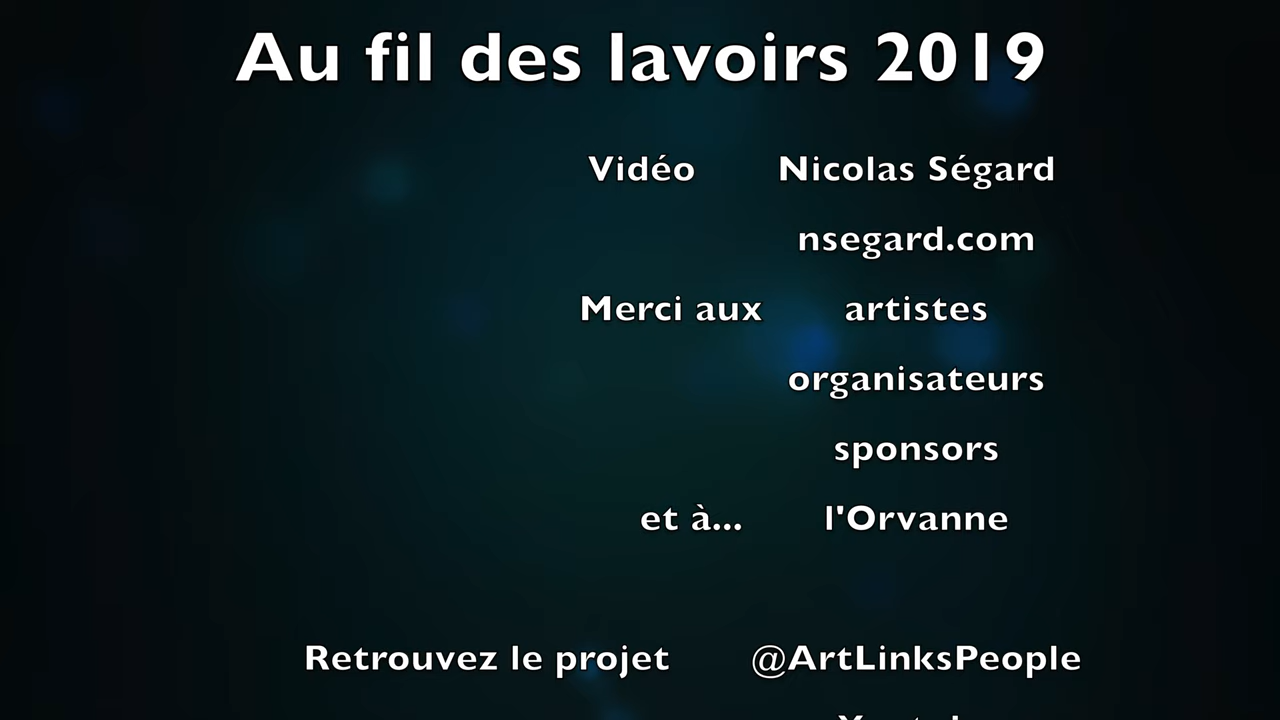 Au fil des lavoirs 2019
Vidéo Nicolas Ségard
nsegard.com
Merci aux artistes
organisateurs
sponsors
et à... l'Orvanne
Retrouvez le projet @ArtLinksPeople